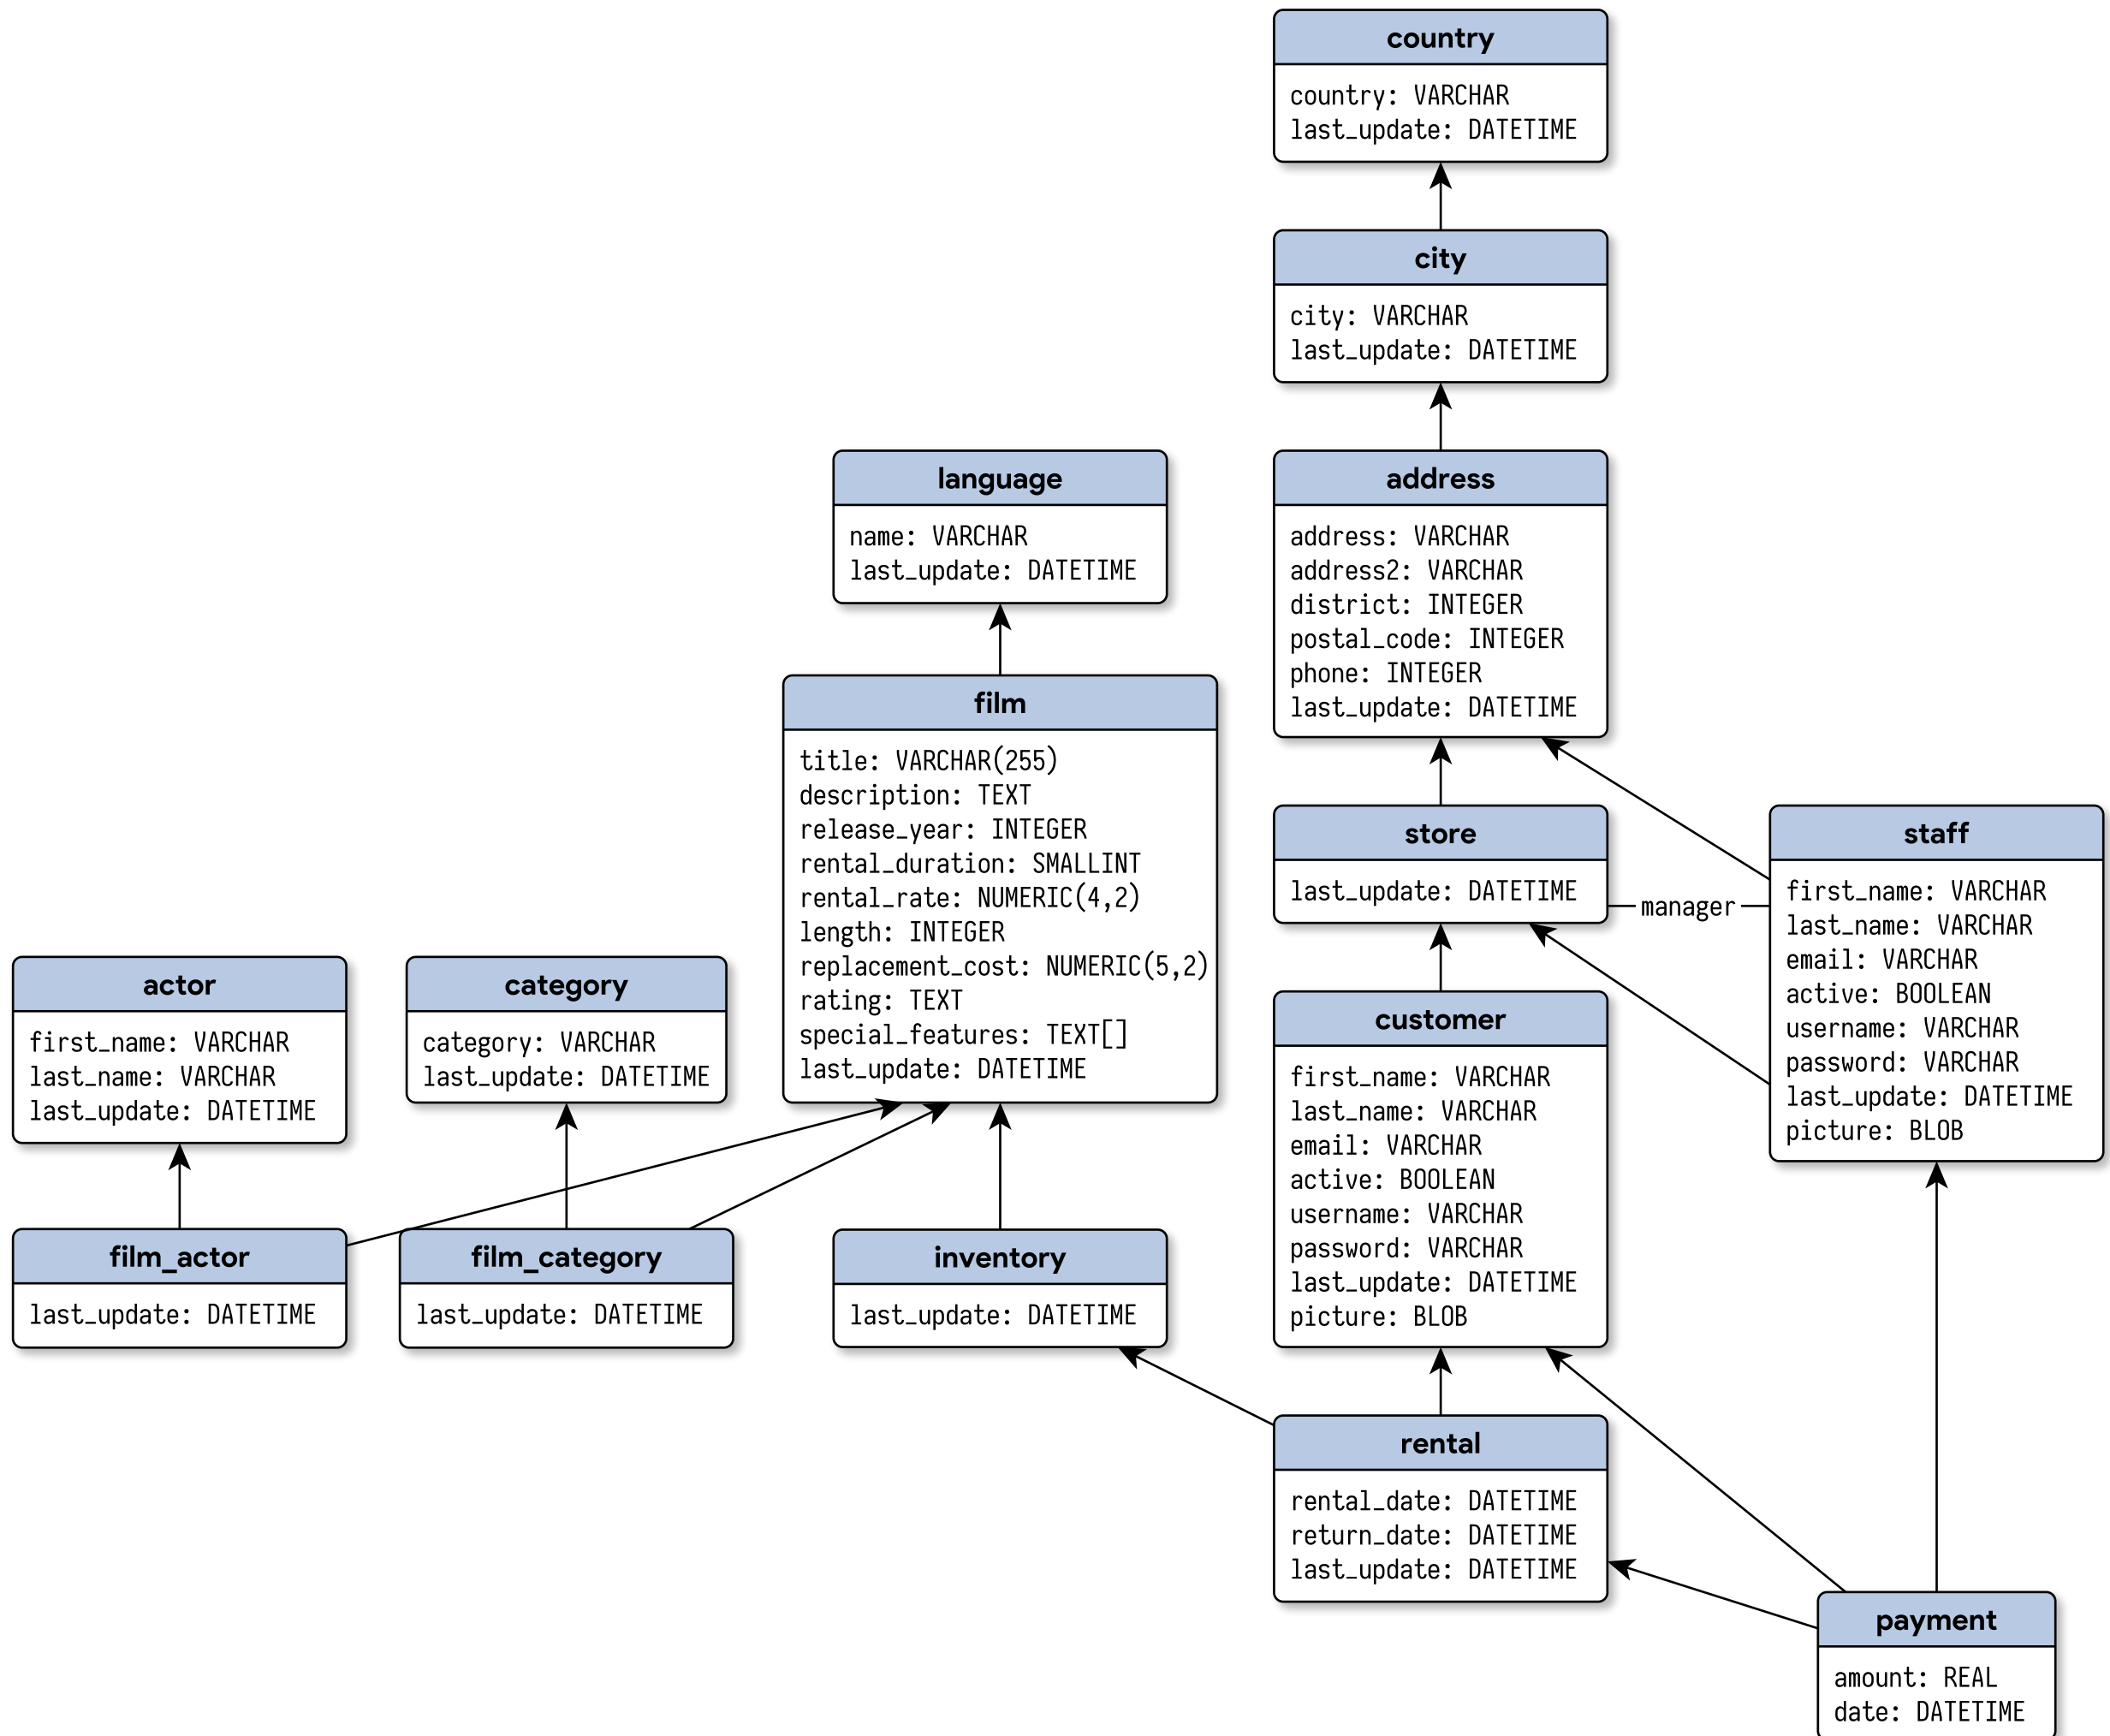 country
country: VARCHAR
last_update: DATETIME
city
city: VARCHAR
last_update: DATETIME
language
name: VARCHAR
last_update: DATETIME
address
address: VARCHAR
address2: VARCHAR
district: INTEGER
postal_code: INTEGER
phone: INTEGER
last_update: DATETIME
film
title: VARCHAR(255)
description: TEXT
release_year: INTEGER
rental_duration: SMALLINT
rental_rate: NUMERIC(4,2)
length: INTEGER
replacement_cost: NUMERIC(5,2)
rating: TEXT
special_features: TEXT[]
last_update: DATETIME
store
last_update: DATETIME
manager
staff
first_name: VARCHAR
last_name: VARCHAR
email: VARCHAR
active: BOOLEAN
username: VARCHAR
password: VARCHAR
last_update: DATETIME
picture: BLOB
actor
first_name: VARCHAR
last_name: VARCHAR
last_update: DATETIME
category
category: VARCHAR
last_update: DATETIME
customer
first_name: VARCHAR
last_name: VARCHAR
email: VARCHAR
active: BOOLEAN
username: VARCHAR
password: VARCHAR
last_update: DATETIME
picture: BLOB
film_actor
last_update: DATETIME
film_category
last_update: DATETIME
inventory
last_update: DATETIME
rental
rental_date: DATETIME
return_date: DATETIME
last_update: DATETIME
payment
amount: REAL
date: DATETIME